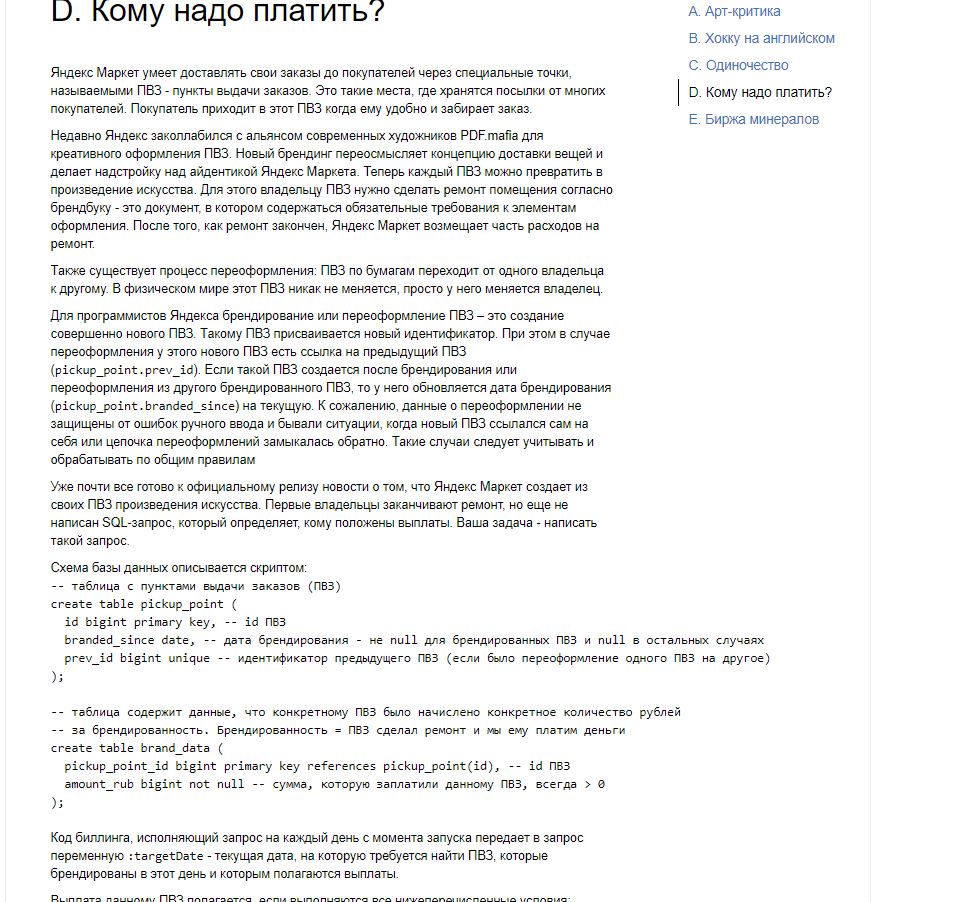 D. Кому надо платить?
A. Арт-критика
B. Хокку на английском
C. Одиночество
D. Кому надо платить?
E. Биржа минералов
Яндекс Маркет умеет доставлять свои заказы до покупателей через специальные точки,
называемыми ПВЗ - пункты выдачи заказов. Это такие места, где хранятся посылки от многих
покупателей. Покупатель приходит в этот ПВЗ когда ему удобно и забирает заказ.
Недавно Яндекс заколлабился с альянсом современных художников PDF.mafia для
креативного оформления ПВЗ. Новый брендинг переосмысляет концепцию доставки вещей и
делает надстройку над айдентикой Яндекс Маркета. Теперь каждый ПВЗ можно превратить в
произведение искусства. Для этого владельцу ПВЗ нужно сделать ремонт помещения согласно
брендбуку - это документ, в котором содержаться обязательные требования к элементам
оформления. После того, как ремонт закончен, Яндекс Маркет возмещает часть расходов на
ремонт.
Также существует процесс переоформления: ПВЗ по бумагам переходит от одного владельца
к другому. В физическом мире этот ПВЗ никак не меняется, просто у него меняется владелец.
Для программистов Яндекса брендирование или переоформление ПВЗ – это создание
совершенно нового ПВЗ. Такому ПВЗ присваивается новый идентификатор. При этом в случае
переоформления у этого нового ПВЗ есть ссылка на предыдущий ПВЗ
(pickup_point.prev_id). Если такой ПВЗ создается после брендирования или
переоформления из другого брендированного ПВЗ, то у него обновляется дата брендирования
(pickup_point.branded_since) на текущую. К сожалению, данные о переоформлении не
защищены от ошибок ручного ввода и бывали ситуации, когда новый ПВЗ ссылался сам на
себя или цепочка переоформлений замыкалась обратно. Такие случаи следует учитывать и
обрабатывать по общим правилам
Уже почти все готово к официальному релизу новости о том, что Яндекс Маркет создает из
своих ПВЗ произведения искусства. Первые владельцы заканчивают ремонт, но еще не
написан SQL-запрос, который определяет, кому положены выплаты. Ваша задача - написать
такой запрос.
Схема базы данных описывается скриптом:
-- таблица с пунктами выдачи заказов (ПВЗ)
create table pickup_point (
id bigint primary key, -- id ПВЗ
branded_since date, -- дата брендирования - не null для брендированных ПВЗ и null в остальных случаях
prev_id bigint unique -- идентификатор предыдущего ПВЗ (если было переоформление одного ПВЗ на другое)
);
-- таблица содержит данные, что конкретному ПВЗ было начислено конкретное количество рублей
-- за брендированность. Брендированность = ПВЗ сделал ремонт и мы ему платим деньги
create table brand_data (
pickup_point_id bigint primary key references pickup_point(id), -- id ПВЗ
amount_rub bigint not null -- сумма, которую заплатили данному ПВЗ, всегда > 0
);
Код биллинга, исполняющий запрос на каждый день с момента запуска передает в запрос
переменную :targetDate - текущая дата, на которую требуется найти ПВЗ, которые
брендированы в этот день и которым полагаются выплаты.
Выплата данному ПВЗ полагается, если выполняются все нижеперечисленные условия: